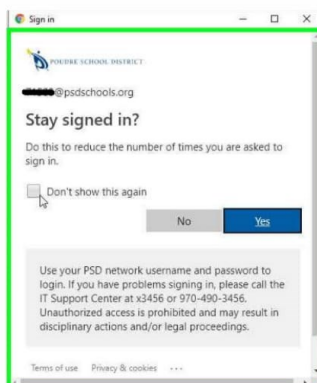 Sign in
POUDRE SCHOOL DISTRICT
@psdschools.org
Stay signed in?
Do this to reduce the number of times you are asked to
sign in.
Don't show this again
No
Yes
Use your PSD network username and password to
login. If you have problems signing in, please call the
IT Support Center at x3456 or 970-490-
3456.
Unauthorized access is prohibited and may result in
disciplinary actions and/or legal proceedings.
Terms of use Privacy & cookies ...